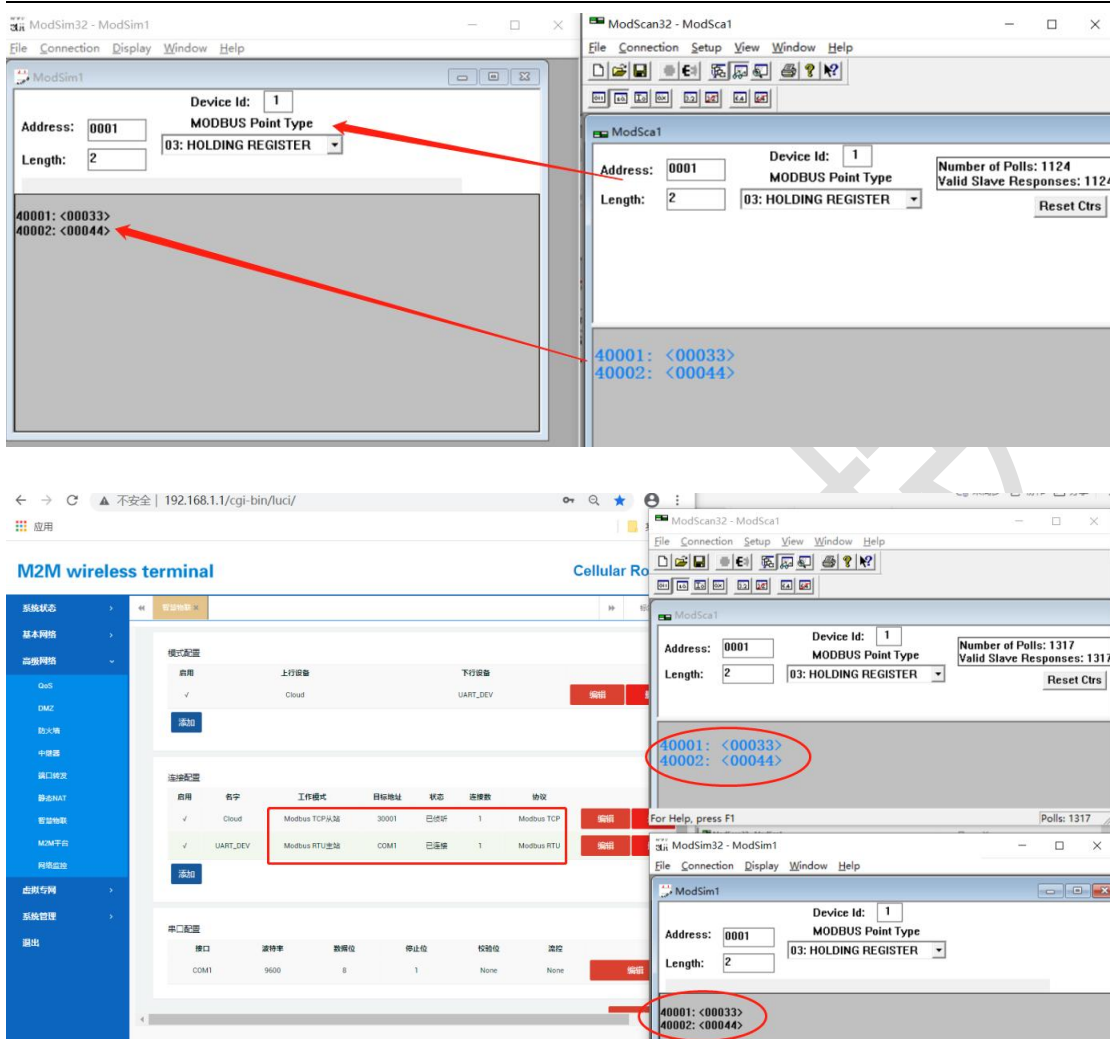 ModSim32 - ModSim1
File Connection Display Window Help
ModSim1
Device Id: 1
Address: 0001
MODBUS Point Type
Length: 2
03: HOLDING REGISTER
40001: <00033>
40002: <00044>
ModScan32 - ModSca1
File Connection Setup View Window Help
ModSca1
Device Id: 1
Address: 0001
MODBUS Point Type
Length: 2
03: HOLDING REGISTER
Number of Polls: 1124
Valid Slave Responses: 1124
Reset Ctrs
40001: <00033>
40002: <00044>
不安全 | 192.168.1.1/cgi-bin/luci/
应用
M2M wireless terminal
Cellular Ro
系统状态
基本网络
高级网络
QoS
DMZ
防火墙
中继器
端口转发
静态NAT
智慧物联
M2M平台
网络监控
虚拟专网
系统管理
退出
智慧物联 ×
模式配置
启用 上行设备 下行设备
√ Cloud UART_DEV 编辑
添加
连接配置
启用 名字 工作模式 目标地址 状态 连接数 协议
√ Cloud Modbus TCP从站 30001 已侦听 1 Modbus TCP 编辑
√ UART_DEV Modbus RTU主站 COM1 已连接 1 Modbus RTU 编辑
添加
串口配置
接口 波特率 数据位 停止位 校验位 流控
COM1 9600 8 1 None None 编辑
ModScan32 - ModSca1
File Connection Setup View Window Help
ModSca1
Device Id: 1
Address: 0001
MODBUS Point Type
Length: 2
03: HOLDING REGISTER
Number of Polls: 1317
Valid Slave Responses: 1317
Reset Ctrs
40001: <00033>
40002: <00044>
For Help, press F1
Polls: 1317
ModSim32 - ModSim1
File Connection Display Window Help
ModSim1
Device Id: 1
Address: 0001
MODBUS Point Type
Length: 2
03: HOLDING REGISTER
40001: <00033>
40002: <00044>